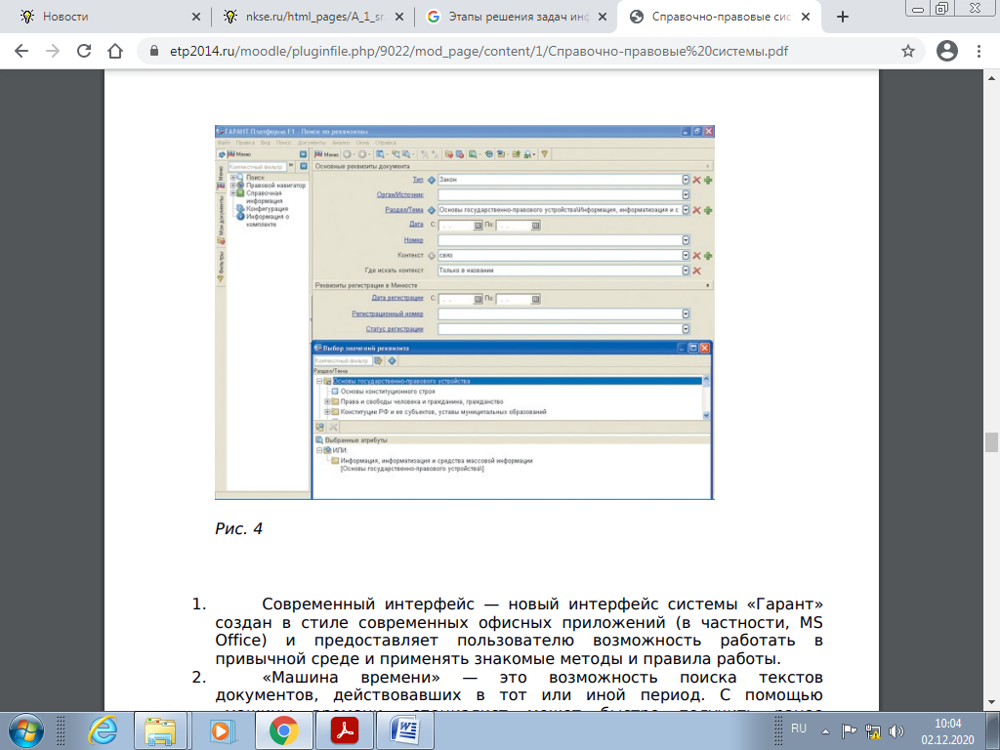 Новости
nkse.ru/html_pages/A_1_sr
Этапы решения задач инф
Справочно-правовые сис
etp2014.ru/moodle/pluginfile.php/9022/mod_page/content/1/Справочно-правовые%20системы.pdf
ГАРАНТ Платформа F1 - Поиск по реквизитам
Файл Правка Вид Поиск Документы Анализ Окна Справка
Меню
Меню
Контекстный фильтр
Основные реквизиты документа
Поиск
Правовой навигатор
Справочная
информация
Конфигурация
Информация о
комплекте
Меню
Мои документы
Фильтры
Тип
Закон
Орган/Источник
Раздел/Тема
Основы государственно-правового устройства\Информация, информатизация и с
Дата С: По:
Номер
Контекст
связ
Где искать контекст
Только в названии
Реквизиты регистрации в Минюсте
Дата регистрации С: По:
Регистрационный номер
Статус регистрации
Выбор значений реквизита
Контекстный фильтр
Раздел/Тема
Основы государственно-правового устройства
Основы конституционного строя
Права и свободы человека и гражданина, гражданство
Конституции РФ и ее субъектов, уставы муниципальных образований
Выбранные атрибуты
ИЛИ:
Информация, информатизация и средства массовой информации
[Основы государственно-правового устройства\]
Рис. 4
1. Современный интерфейс — новый интерфейс системы «Гарант»
создан в стиле современных офисных приложений (в частности, MS
Office) и предоставляет пользователю возможность работать в
привычной среде и применять знакомые методы и правила работы.
2. «Машина времени» — это возможность поиска текстов
документов, действовавших в тот или иной период. С помощью
RU
10:04
02.12.2020